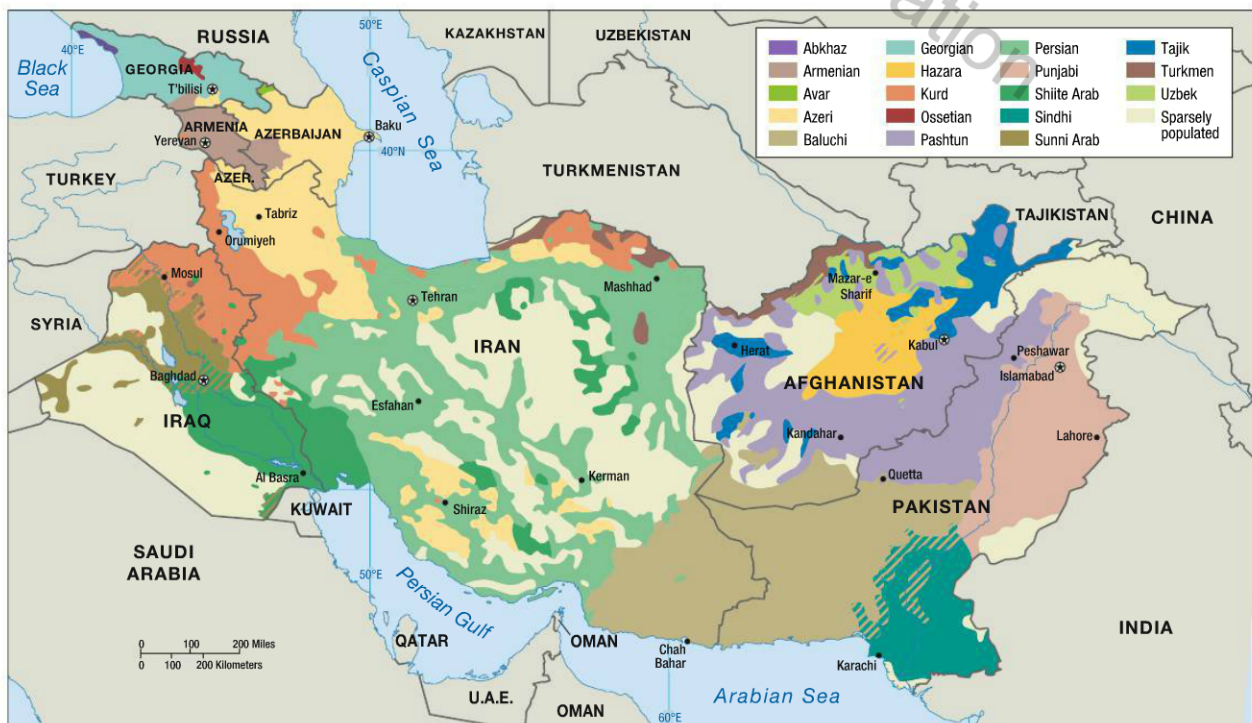 ation
50°E
40°E
RUSSIA
KAZAKHSTAN
UZBEKISTAN
Black
Sea
GEORGIA
T'bilisi
Caspian Sea
ARMENIA
Yerevan
AZERBAIJAN
Baku
40°N
AZER.
TURKEY
TURKMENISTAN
TAJIKISTAN
CHINA
Tabriz
Orumiyeh
Mosul
Tehran
Mashhad
Mazar-e
Sharif
SYRIA
IRAN
Herat
Kabul
Peshawar
Islamabad
Baghdad
AFGHANISTAN
IRAQ
Esfahan
Kandahar
Lahore
Al Basra
Kerman
Quetta
KUWAIT
Shiraz
PAKISTAN
SAUDI
ARABIA
50°E
Persian Gulf
QATAR
OMAN
Chah
Bahar
Karachi
INDIA
U.A.E.
OMAN
60°E
Arabian Sea
0 100 200 Miles
0 100 200 Kilometers
Abkhaz
Armenian
Avar
Azeri
Baluchi
Georgian
Hazara
Kurd
Ossetian
Pashtun
Persian
Punjabi
Shiite Arab
Sindhi
Sunni Arab
Tajik
Turkmen
Uzbek
Sparsely
populated